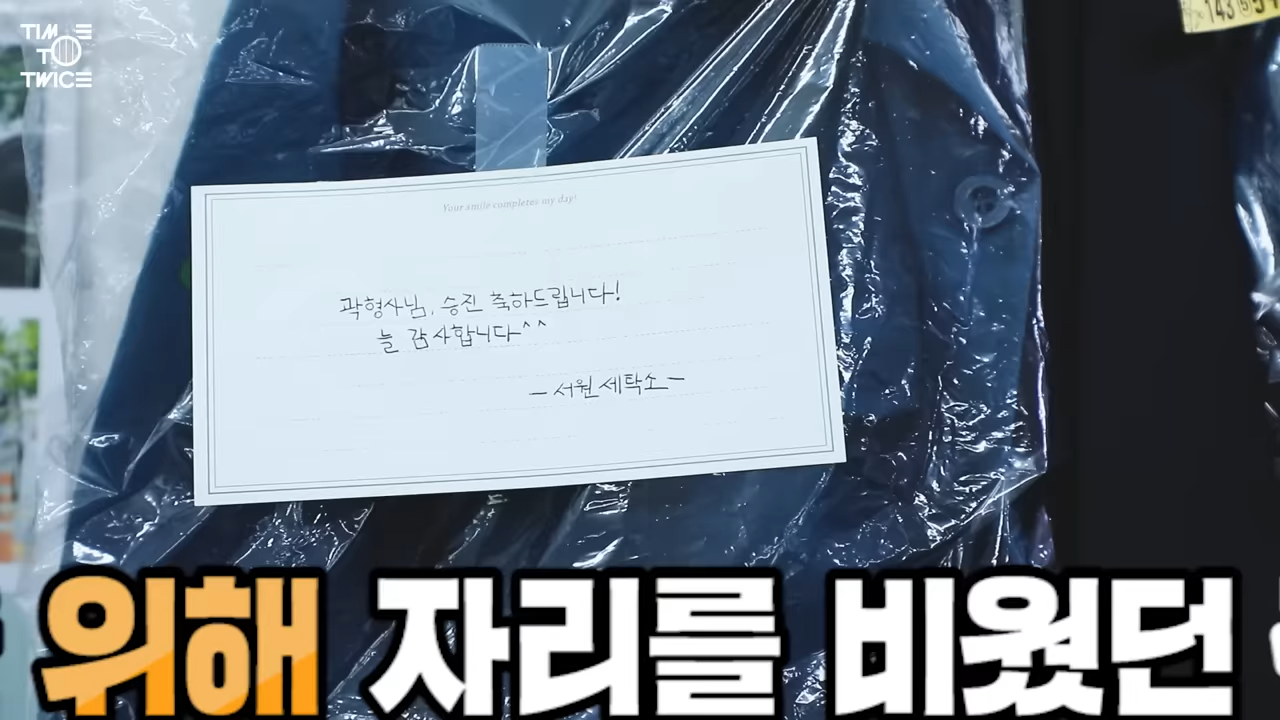 TIME
TO
TWICE
143
Your smile completes my day!
곽형사님, 승진 축하드립니다!
늘 감사합니다^^
- 서원 세탁소 -
위해 자리를 비웠던